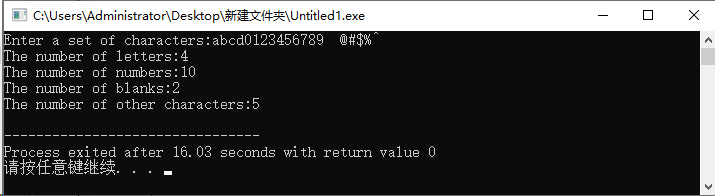 C:\Users\Administrator\Desktop\新建文件夹\Untitled1.exe
Enter a set of characters:abcd0123456789  @#$%^
The number of letters:4
The number of numbers:10
The number of blanks:2
The number of other characters:5
--------------------------------
Process exited after 16.03 seconds with return value 0
请按任意键继续. . .